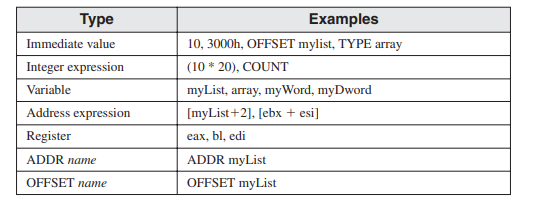 Type Examples
Immediate value 10, 3000h, OFFSET mylist, TYPE array
Integer expression (10 * 20), COUNT
Variable myList, array, myWord, myDword
Address expression [myList+2], [ebx + esi]
Register eax, bl, edi
ADDR name ADDR myList
OFFSET name OFFSET myList